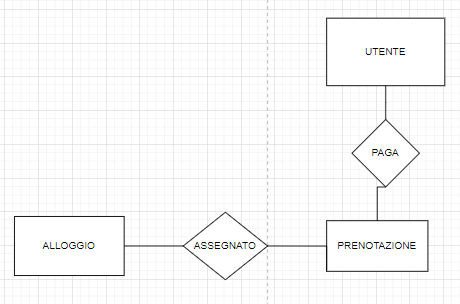 UTENTE
PAGA
ALLOGGIO
ASSEGNATO
PRENOTAZIONE